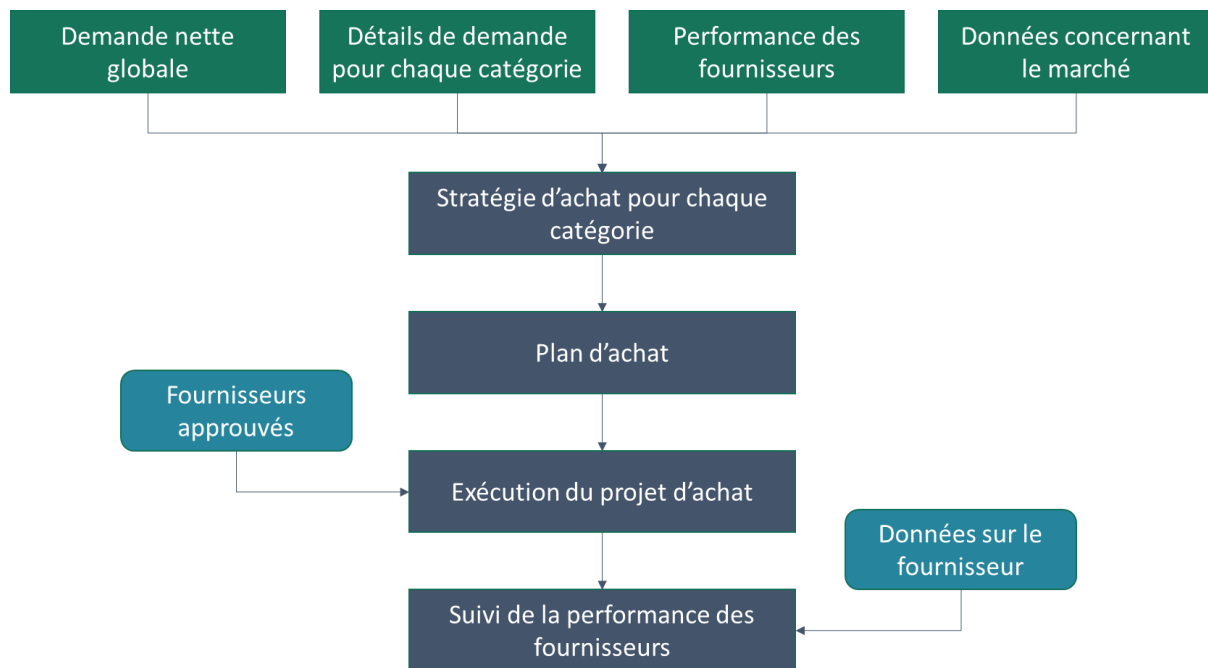 Demande nette
globale
Détails de demande
pour chaque catégorie
Performance des
fournisseurs
Données concernant
le marché
Stratégie d’achat pour chaque
catégorie
Plan d’achat
Fournisseurs
approuvés
Exécution du projet d’achat
Données sur le
fournisseur
Suivi de la performance des
fournisseurs